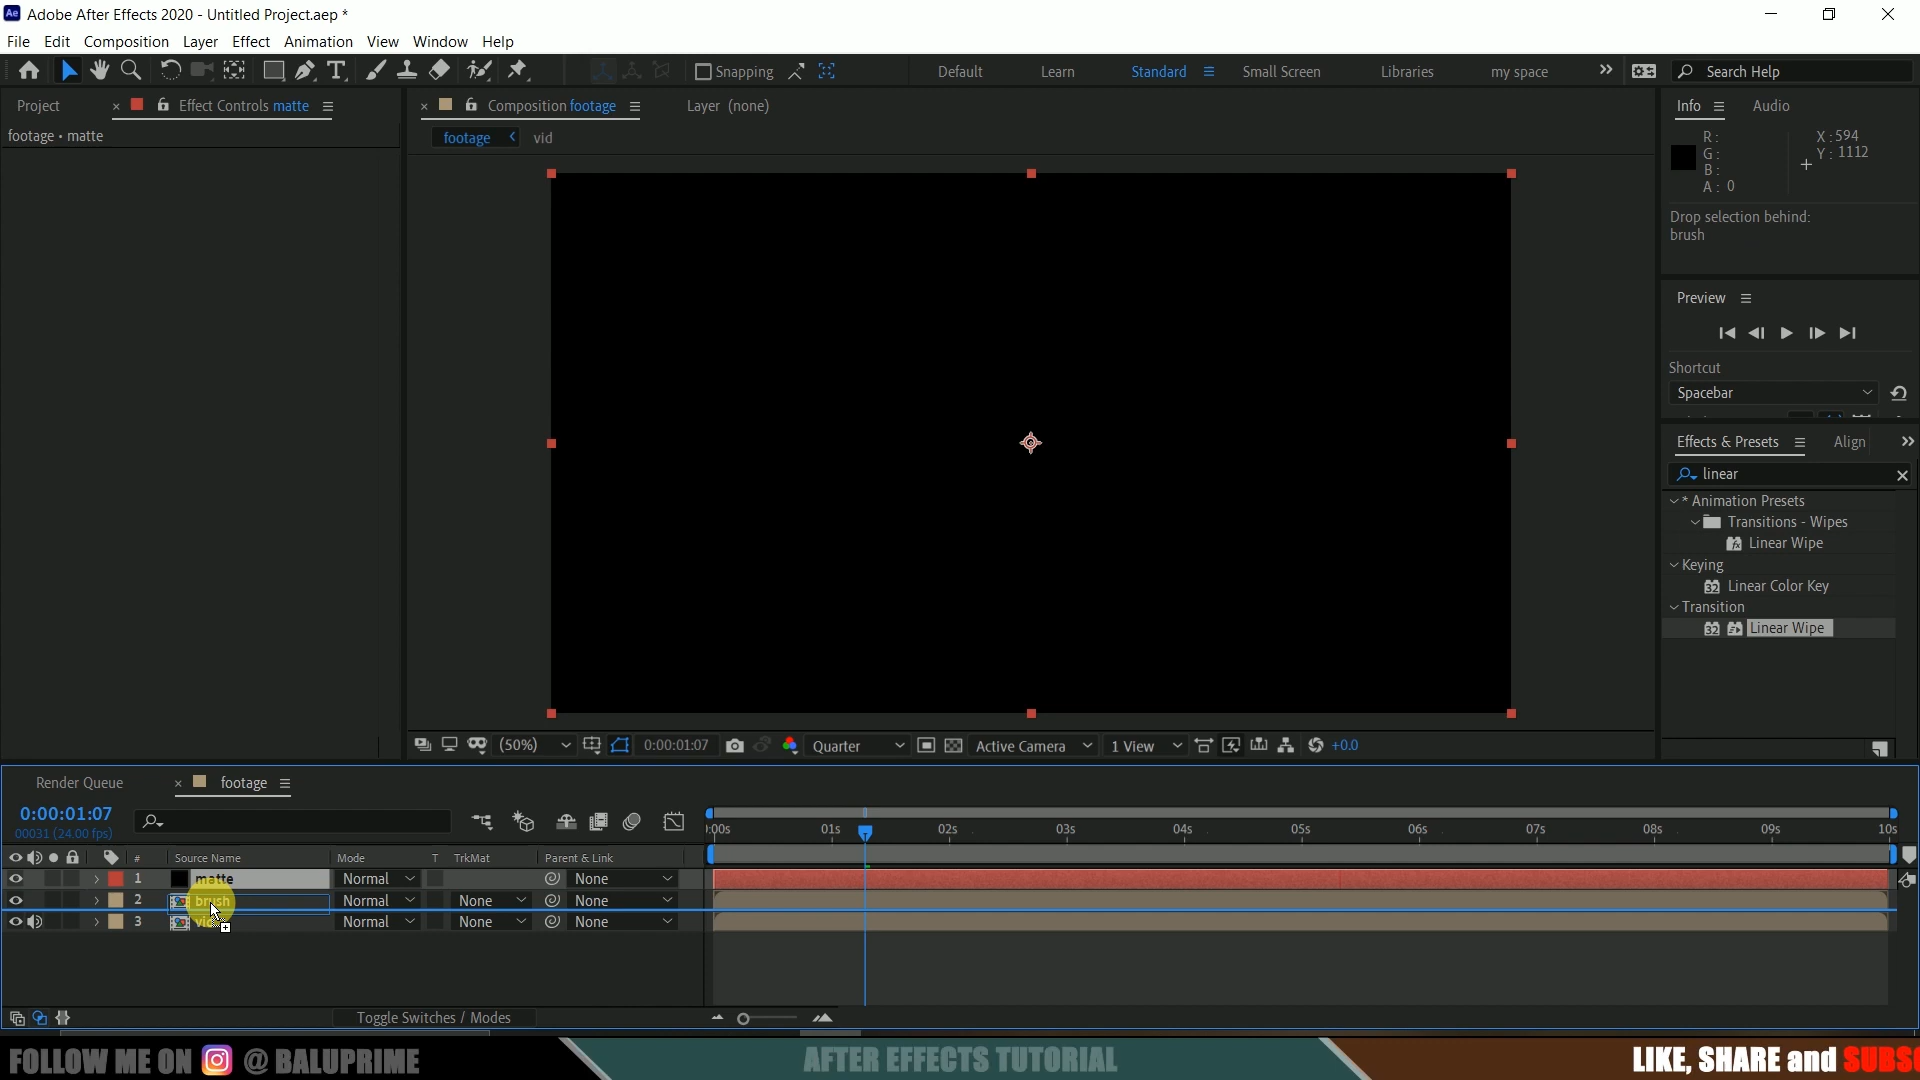 Ae Adobe After Effects 2020 - Untitled Project.aep *
File Edit Composition Layer Effect Animation View Window Help
Snapping Default Learn Standard Small Screen Libraries my space Search Help
Project × Effect Controls matte × Composition footage Layer (none) Info Audio
footage • matte
footage < vid
R:
G:
B:
A: 0
X: 594
Y: 1112
Drop selection behind:
brush
Preview
Shortcut
Spacebar
Effects & Presets Align
linear
* Animation Presets
Transitions - Wipes
Linear Wipe
Keying
32 Linear Color Key
Transition
32 Linear Wipe
(50%) 0:00:01:07 Quarter Active Camera 1 View +0.0
Render Queue × footage
0:00:01:07
00031 (24.00 fps)
:00s 01s 02s 03s 04s 05s 06s 07s 08s 09s 10s
# Source Name Mode T TrkMat Parent & Link
1 matte Normal None
2 brush Normal None None
3 vid Normal None None
Toggle Switches / Modes
FOLLOW ME ON @ BALUPRIME AFTER EFFECTS TUTORIAL LIKE, SHARE and SUBSC